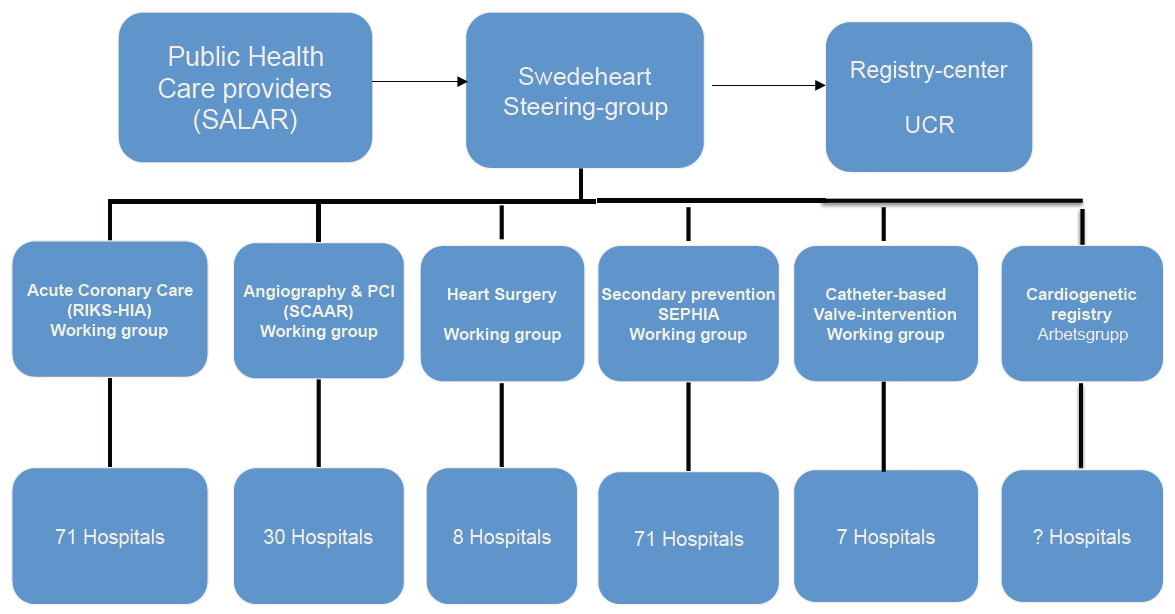 Public Health
Care providers
(SALAR)
Swedeheart
Steering-group
Registry-center
UCR
Acute Coronary Care
(RIKS-HIA)
Working group
Angiography & PCI
(SCAAR)
Working group
Heart Surgery
Working group
Secondary prevention
SEPHIA
Working group
Catheter-based
Valve-intervention
Working group
Cardiogenetic
registry
Arbetsgrupp
71 Hospitals
30 Hospitals
8 Hospitals
71 Hospitals
7 Hospitals
? Hospitals